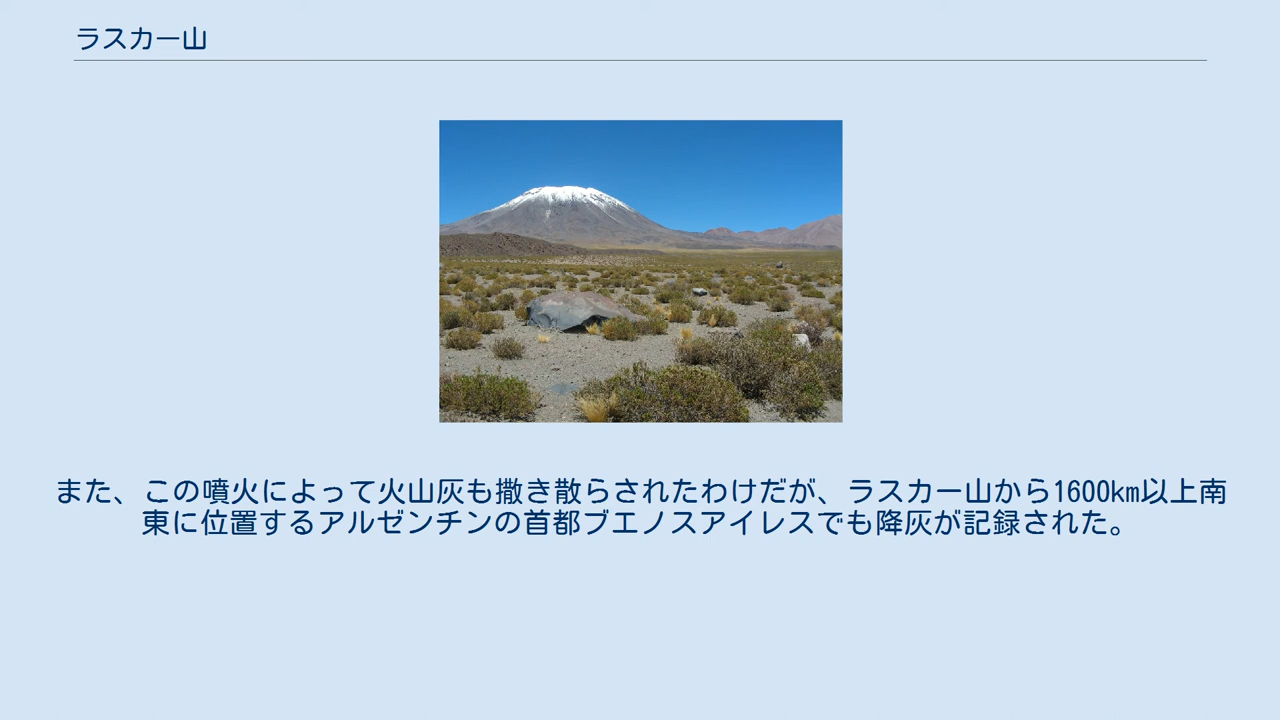 ラスカー山
また、この噴火によって火山灰も撒き散らされたわけだが、ラスカー山から1600km以上南
東に位置するアルゼンチンの首都ブエノスアイレスでも降灰が記録された。